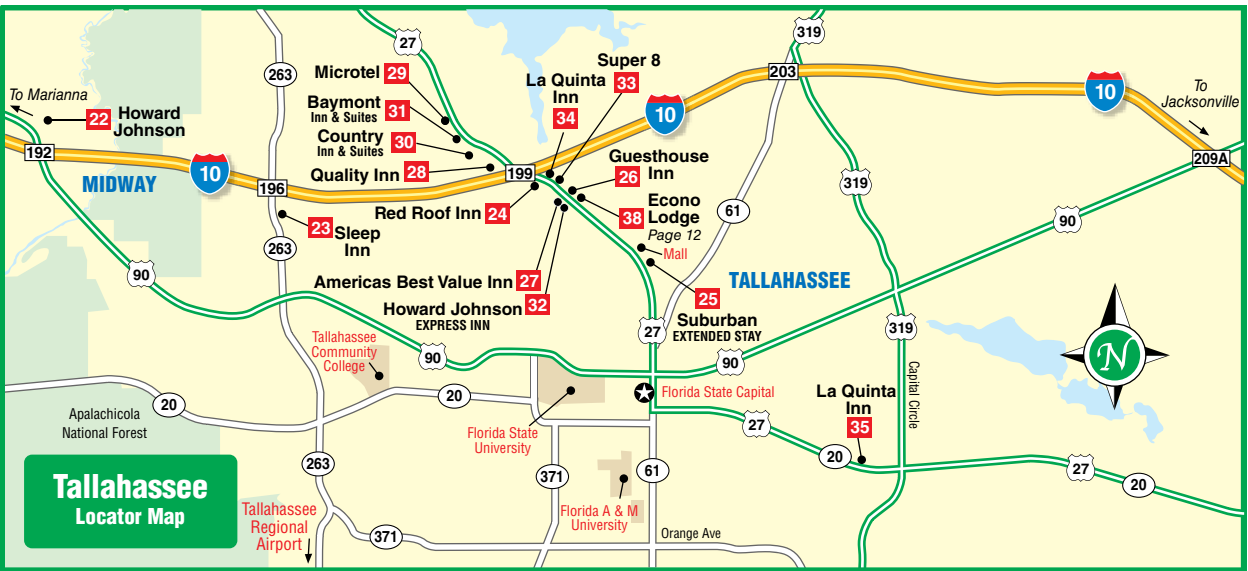 319
27
Super 8
33
263
Microtel 29
La Quinta
Inn
34
203
To Marianna
Baymont 31
Inn & Suites
10
10
To
Jacksonville
22 Howard
Johnson
Country 30
Inn & Suites
192
Guesthouse
Inn
26
209A
MIDWAY
10
196
Quality Inn 28
199
319
Econo
Lodge
38
Page 12
Red Roof Inn 24
61
90
23 Sleep
Inn
263
Mall
90
Americas Best Value Inn 27
TALLAHASSEE
25
Suburban
EXTENDED STAY
Howard Johnson 32
EXPRESS INN
27
319
N
Tallahassee
Community
College
90
90
Capital Circle
20
20
Florida State Capital
La Quinta
Inn
35
Apalachicola
National Forest
Florida State
University
27
20
263
371
61
27
20
Tallahassee
Locator Map
Tallahassee
Regional
Airport
Florida A & M
University
371
Orange Ave